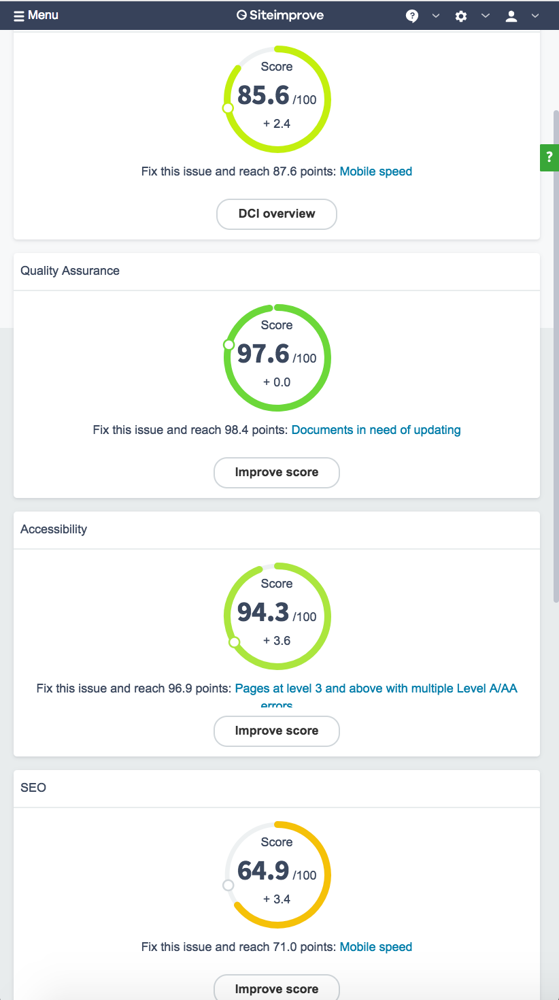 Menu
Siteimprove
?
Score
85.6 /100
+ 2.4
?
Fix this issue and reach 87.6 points: Mobile speed
DCI overview
Quality Assurance
Score
97.6 /100
+ 0.0
Fix this issue and reach 98.4 points: Documents in need of updating
Improve score
Accessibility
Score
94.3 /100
+ 3.6
Fix this issue and reach 96.9 points: Pages at level 3 and above with multiple Level A/AA
errors
Improve score
SEO
Score
64.9 /100
+ 3.4
Fix this issue and reach 71.0 points: Mobile speed
Improve score